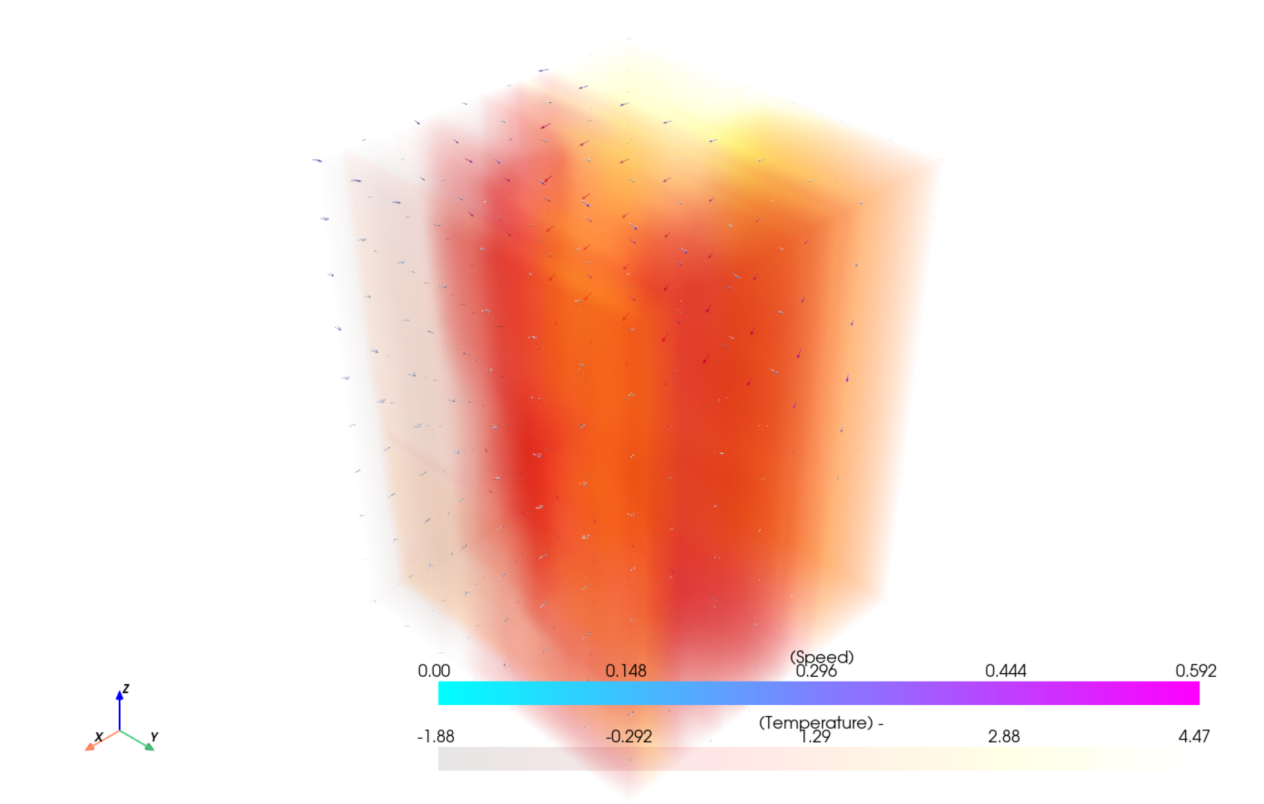 (Speed)
0.00 0.148 0.296 0.444 0.592
(Temperature) -
-1.88 -0.292 1.29 2.88 4.47
Z
X Y